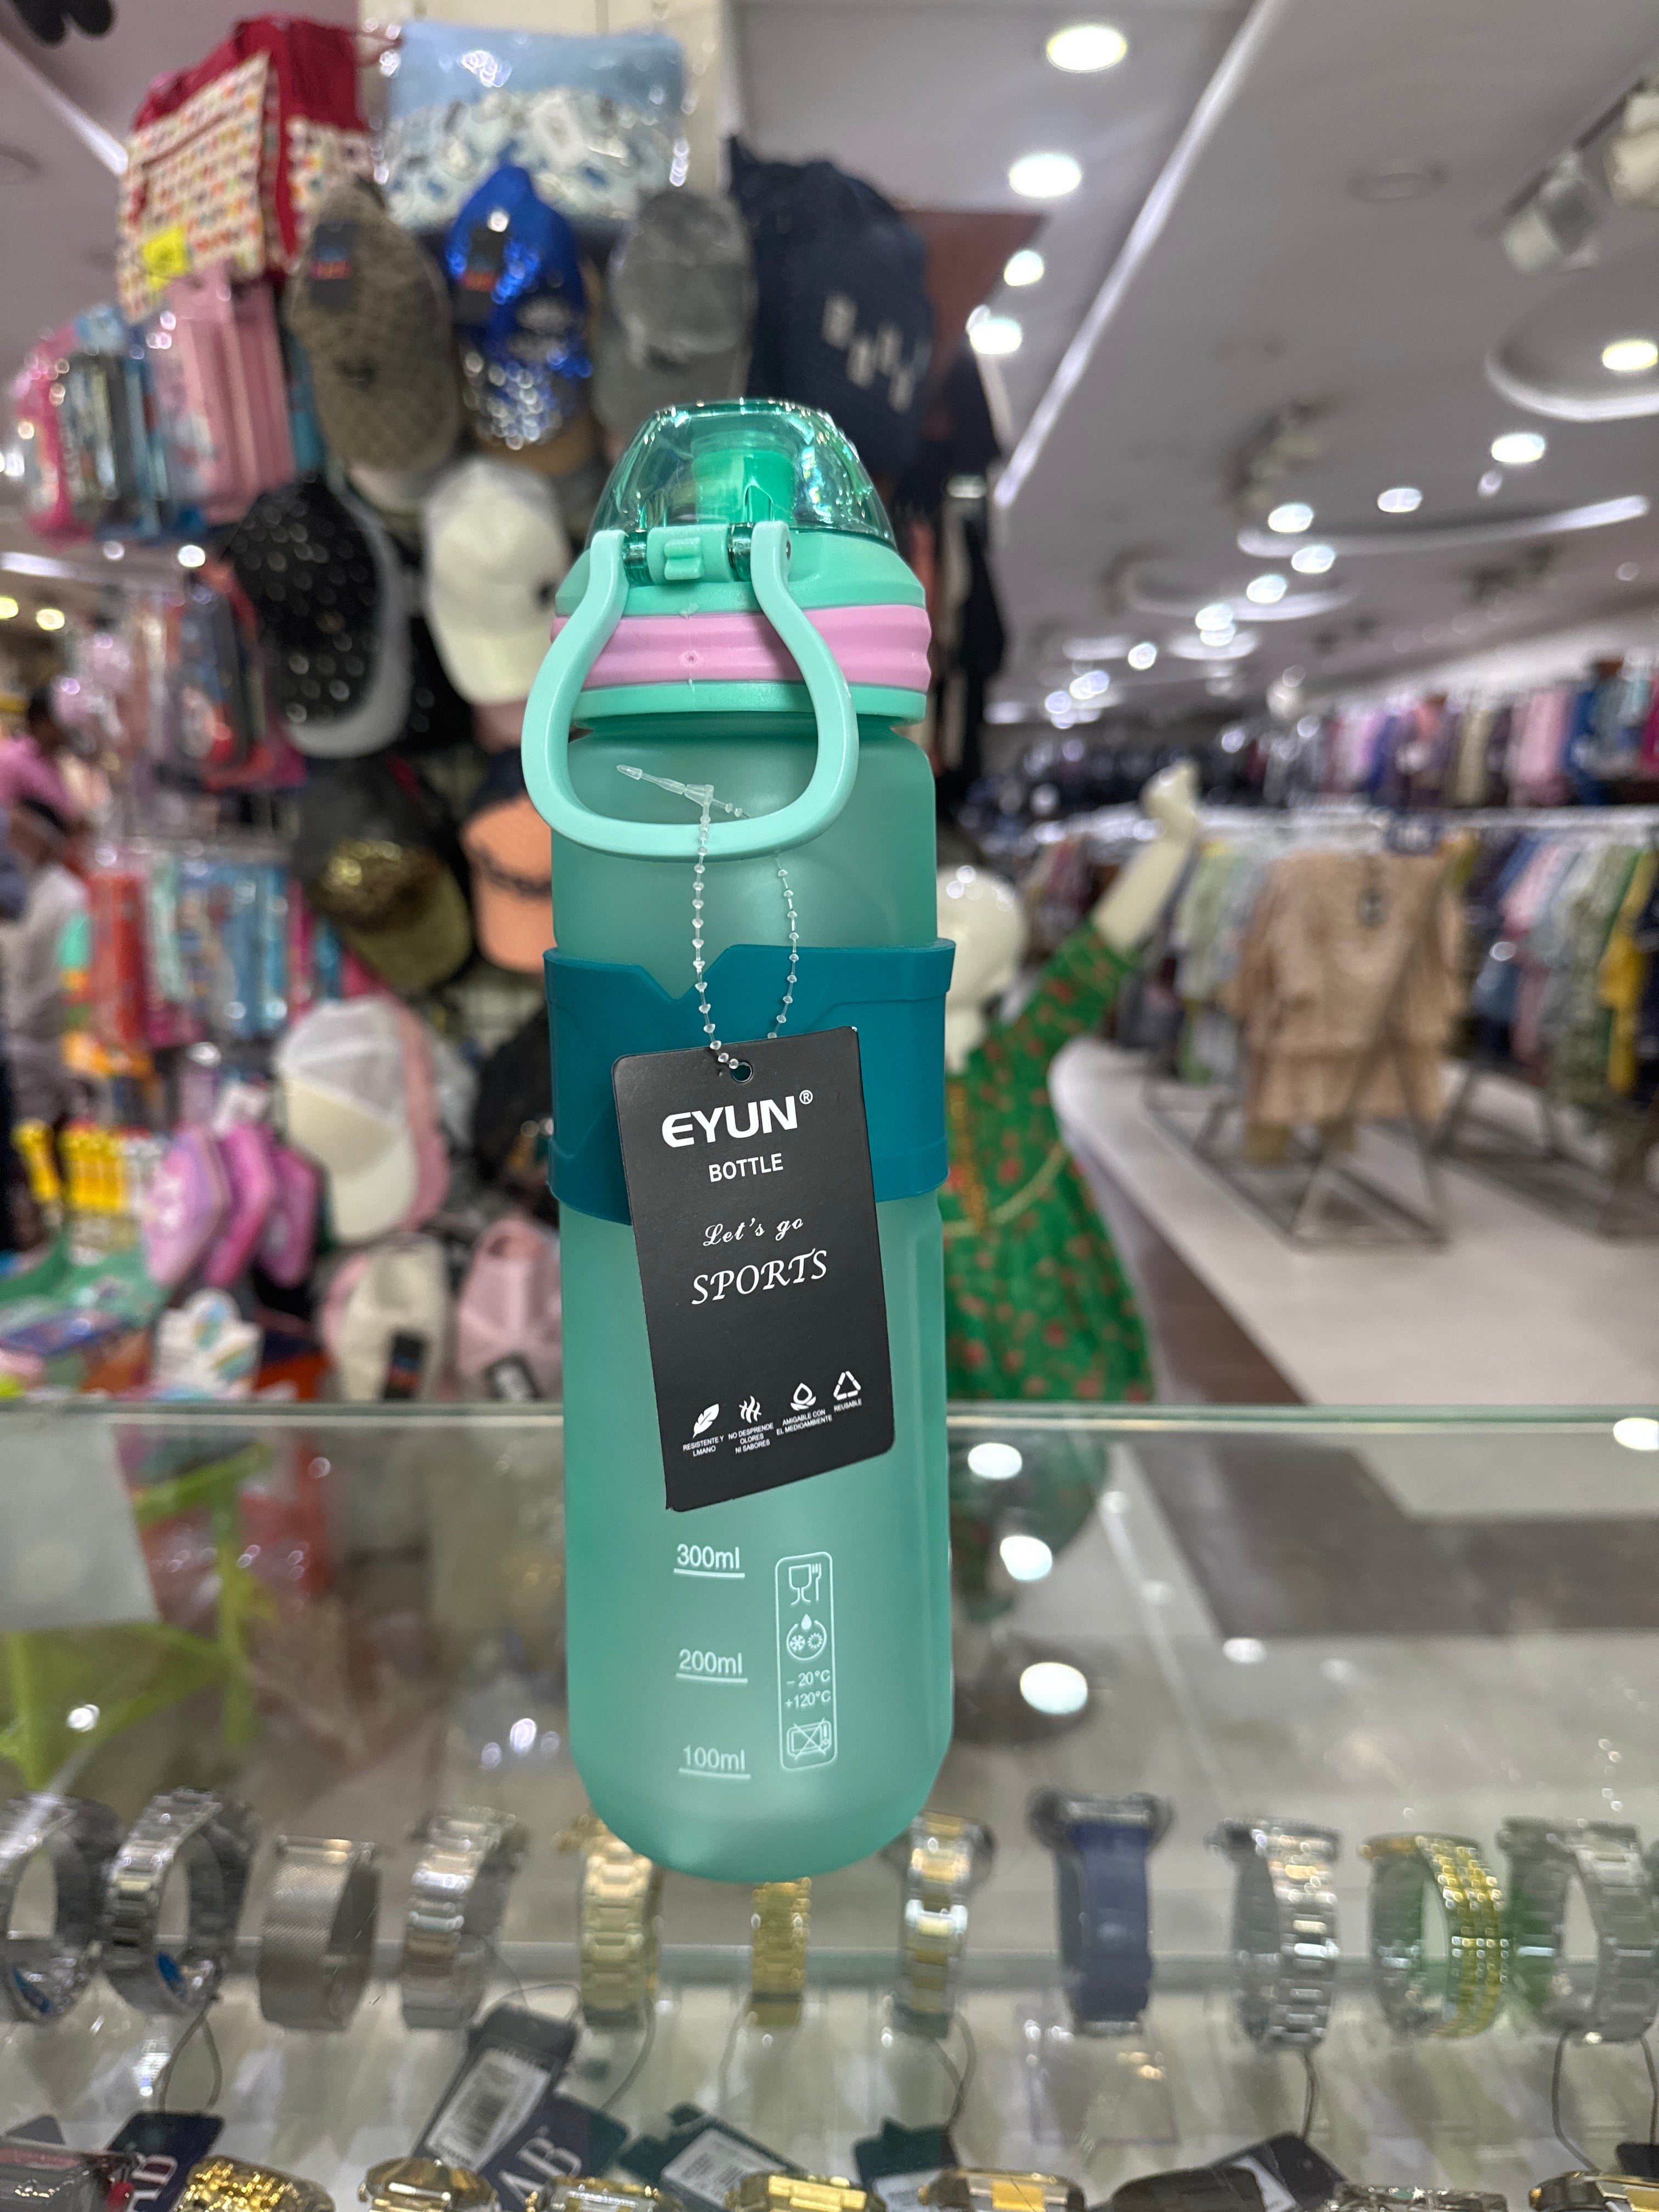 EYUN®
BOTTLE
Let's go
SPORTS
RESISTENTE Y
LMANO
NO DESPRENDE
OLORES
NI SABORES
AMIGABLE CON
EL MEDIOAMBIENTE
REUSABLE
300ml
200ml
100ml
-20°C
+120°C